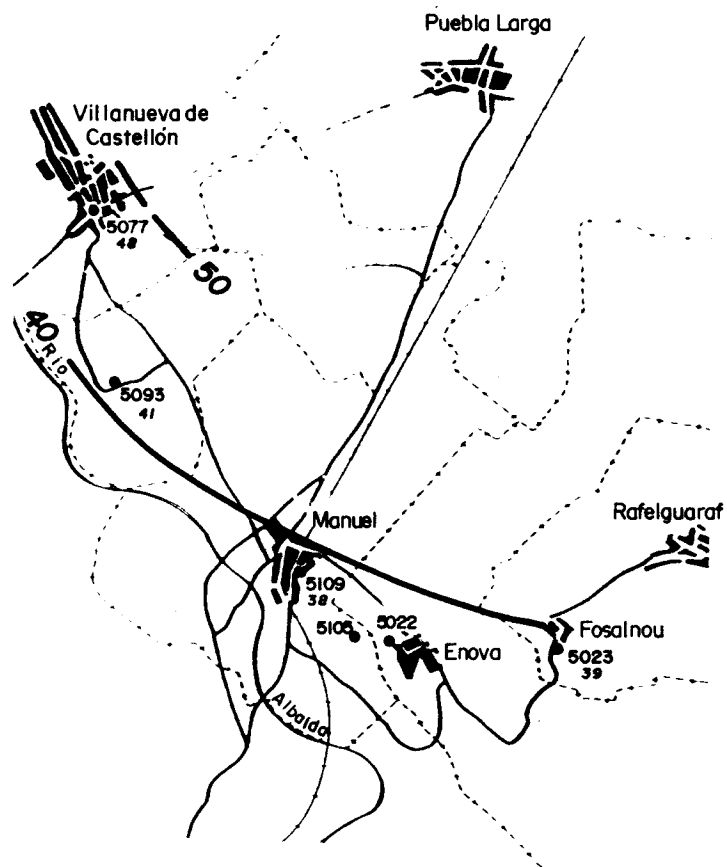 Puebla Larga
Villanueva de
Castellón
5077
48
50
40
Río
5093
41
Manuel
Rafelguaraf
5109
38
5105
5022
Enova
Fosalnou
5023
39
Albaida